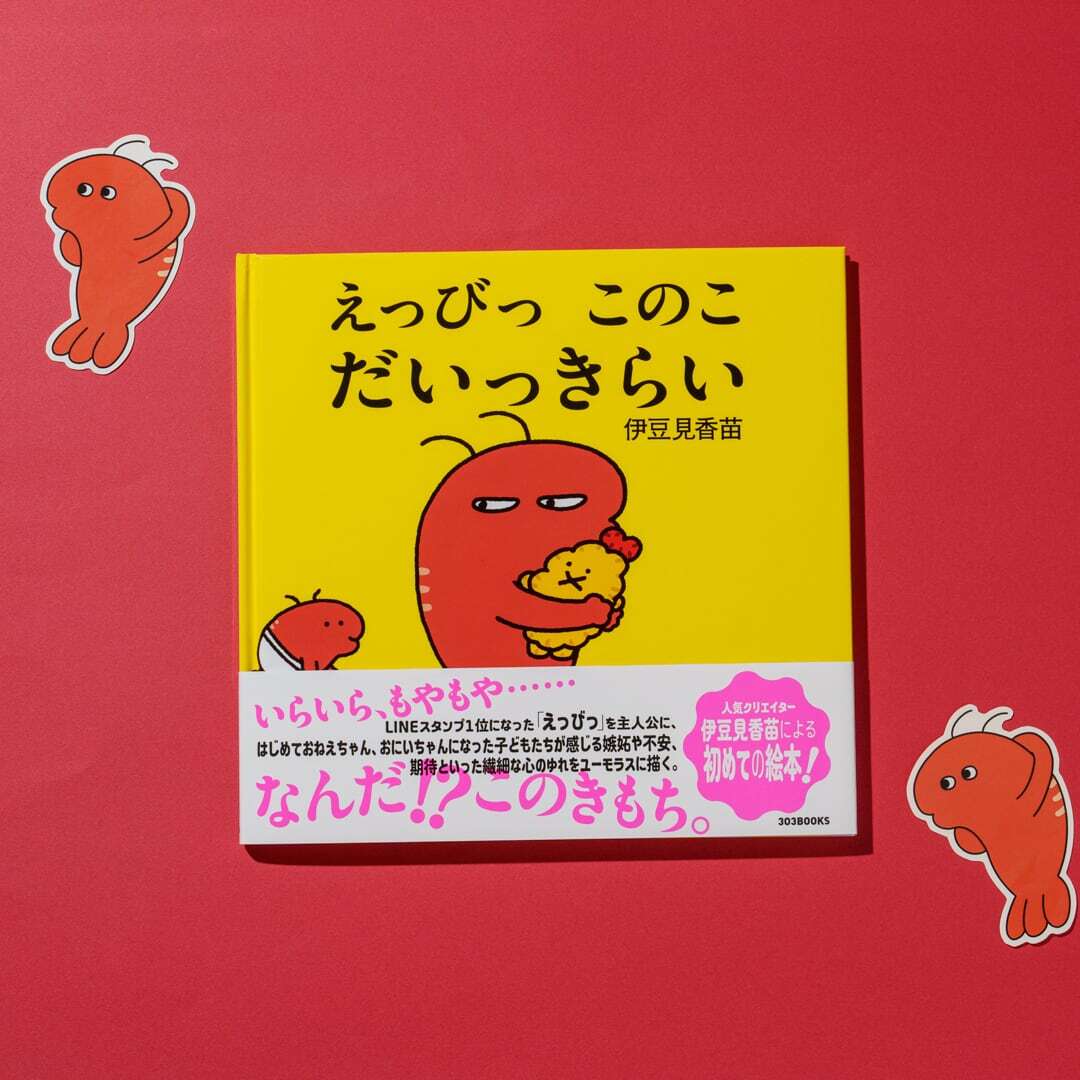 えっびっ このこ
だいっきらい
伊豆見香苗
いらいら、もやもや……
LINEスタンプ1位になった「えっびっ」を主人公に、
はじめておねえちゃん、おにいちゃんになった子どもたちが感じる嫉妬や不安、
期待といった繊細な心のゆれをユーモラスに描く。
なんだ!?このきもち。
人気クリエイター
伊豆見香苗による
初めての絵本!
303BOOKS